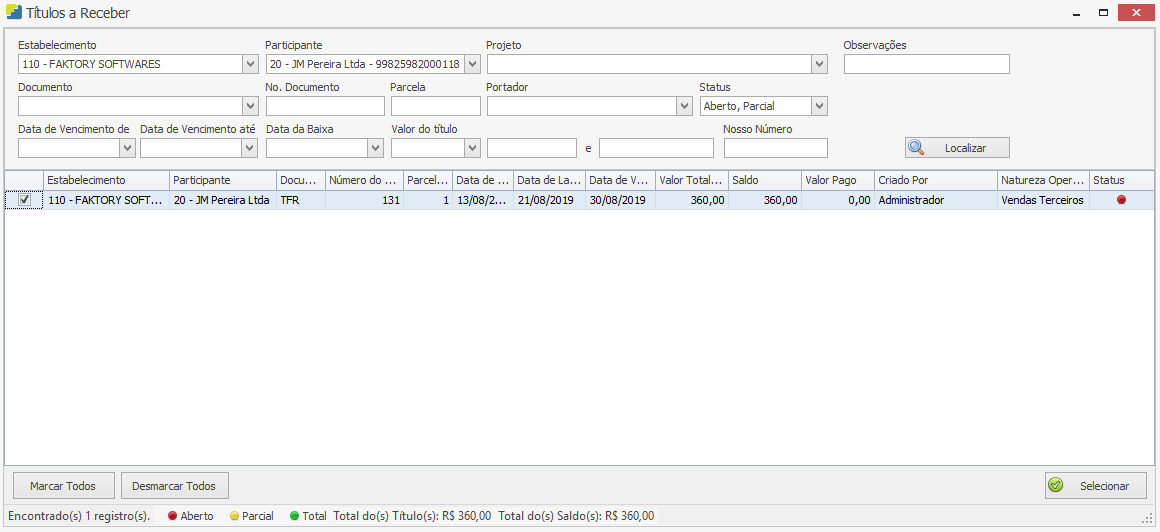 Títulos a Receber
Estabelecimento Participante Projeto Observações
110 - FAKTORY SOFTWARES 20 - JM Pereira Ltda - 99825982000118
Documento No. Documento Parcela Portador Status
Aberto, Parcial
Data de Vencimento de Data de Vencimento até Data da Baixa Valor do título Nosso Número
e Localizar
Estabelecimento Participante Docu... Número do ... Parcel... Data de ... Data de La... Data de V... Valor Total... Saldo Valor Pago Criado Por Natureza Oper... Status
110 - FAKTORY SOFT... 20 - JM Pereira Ltda TFR 131 1 13/08/2... 21/08/2019 30/08/2019 360,00 360,00 0,00 Administrador Vendas Terceiros
Marcar Todos Desmarcar Todos Selecionar
Encontrado(s) 1 registro(s). Aberto Parcial Total Total do(s) Título(s): R$ 360,00 Total do(s) Saldo(s): R$ 360,00